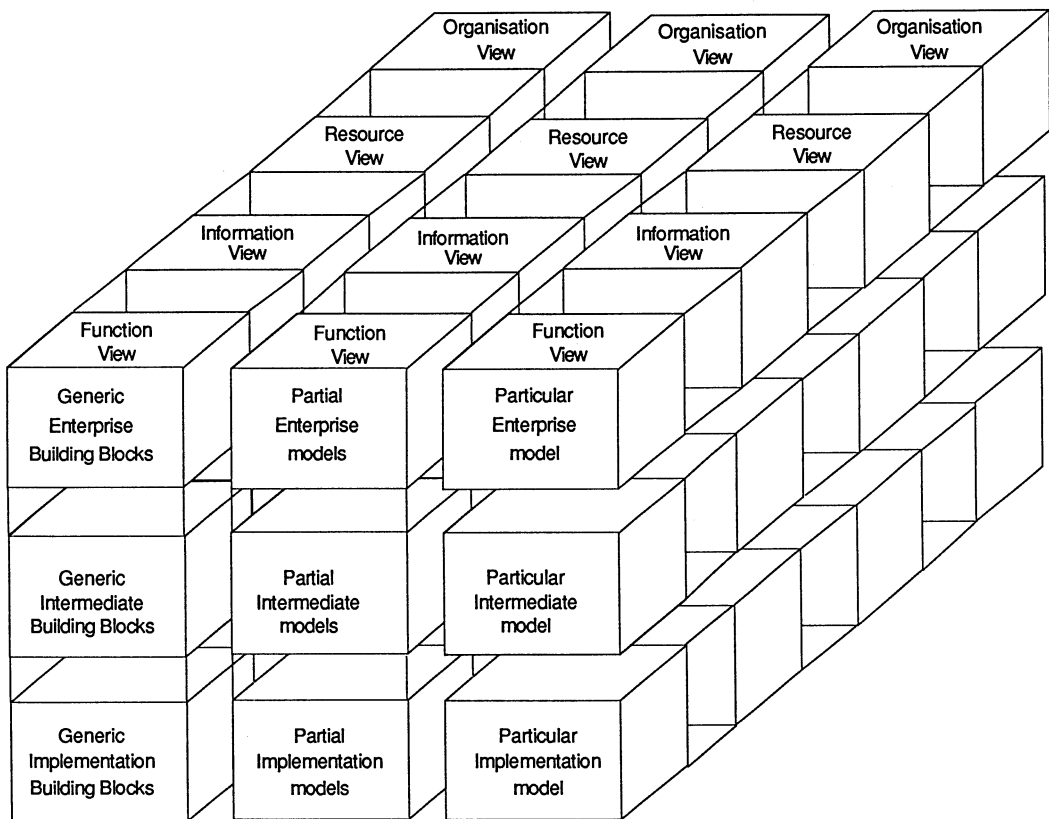 Organisation
View
Organisation
View
Organisation
View
Resource
View
Resource
View
Resource
View
Information
View
Information
View
Information
View
Function
View
Function
View
Function
View
Generic
Enterprise
Building Blocks
Partial
Enterprise
models
Particular
Enterprise
model
Generic
Intermediate
Building Blocks
Partial
Intermediate
models
Particular
Intermediate
model
Generic
Implementation
Building Blocks
Partial
Implementation
models
Particular
Implementation
model